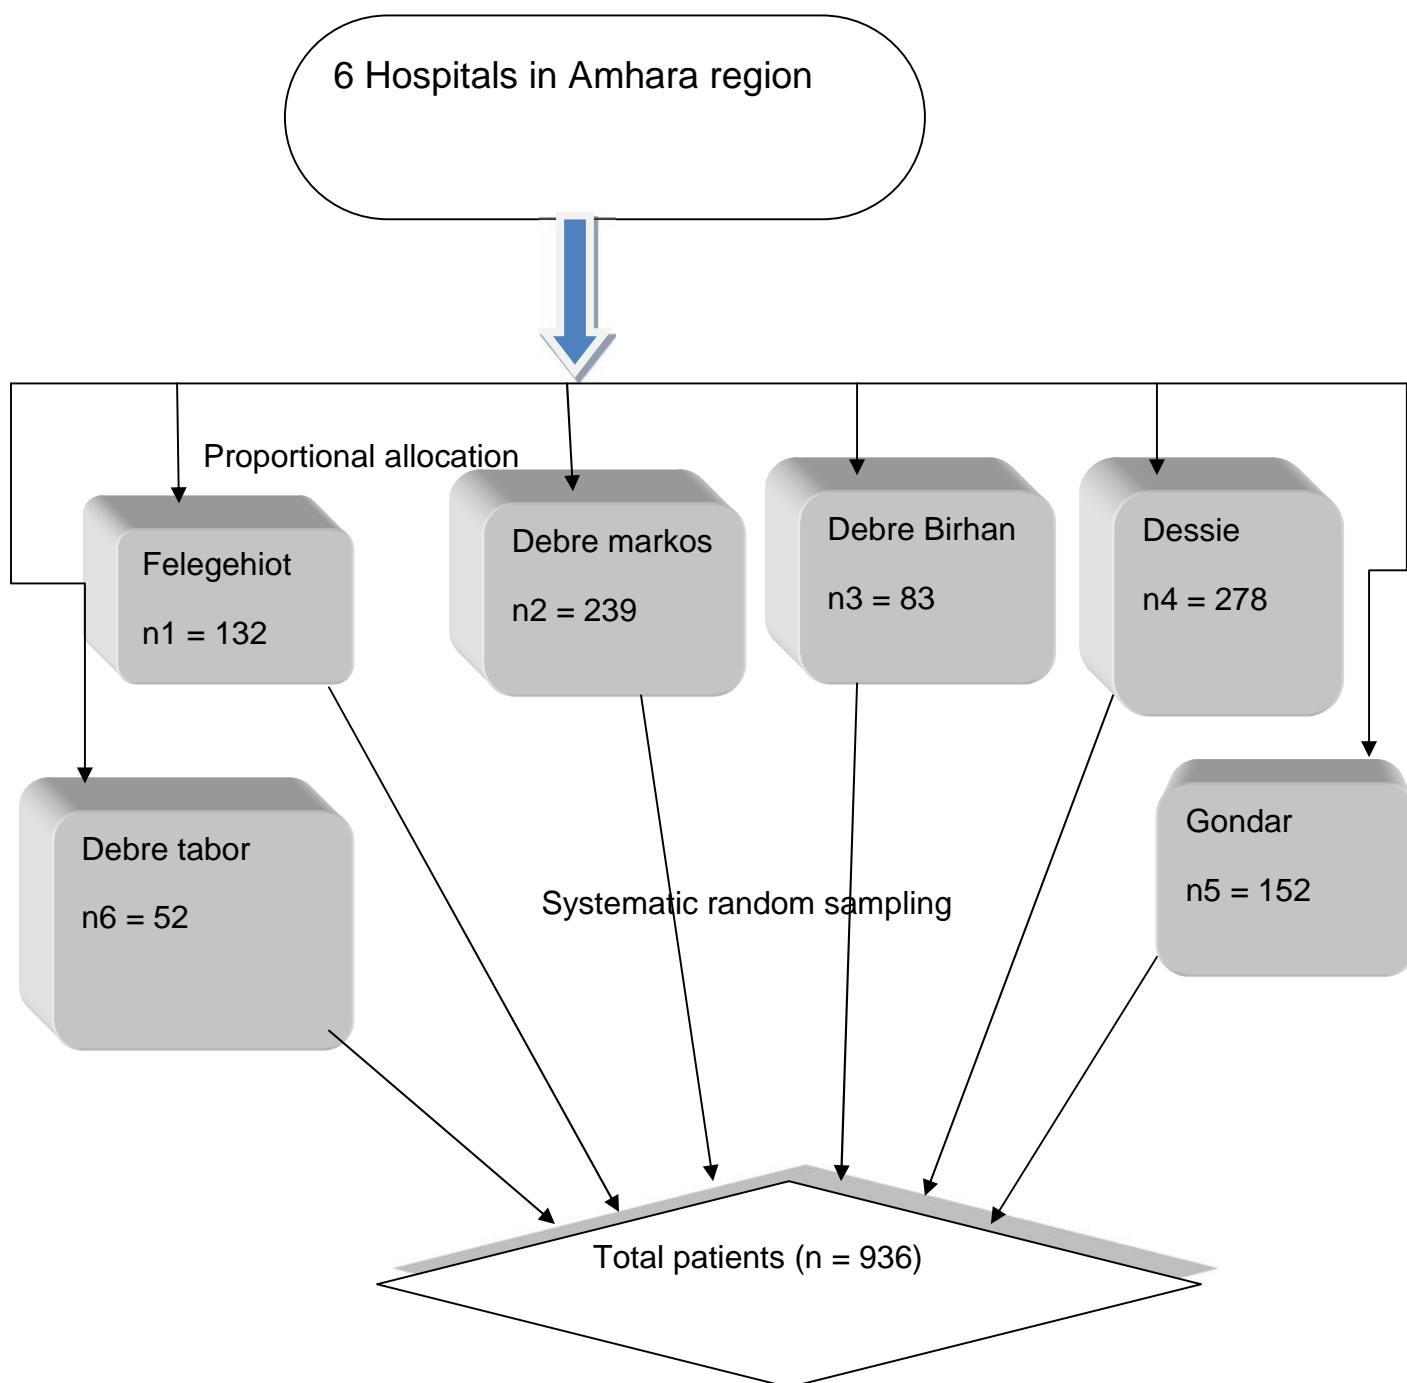 6 Hospitals in Amhara region
Proportional allocation
Felegehiot
n1 = 132
Debre markos
n2 = 239
Debre Birhan
n3 = 83
Dessie
n4 = 278
Debre tabor
n6 = 52
Gondar
n5 = 152
Systematic random sampling
Total patients (n = 936)